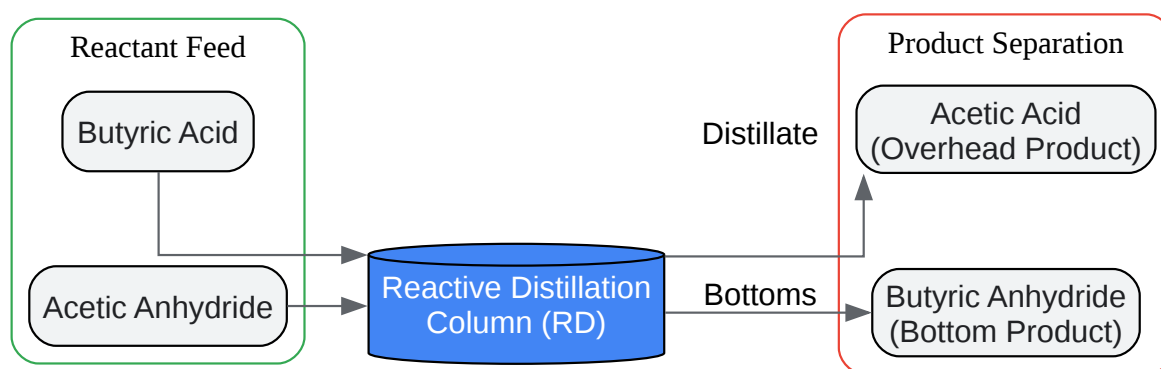 Reactant Feed
Butyric Acid
Acetic Anhydride
Reactive Distillation
Column (RD)
Distillate
Bottoms
Product Separation
Acetic Acid
(Overhead Product)
Butyric Anhydride
(Bottom Product)